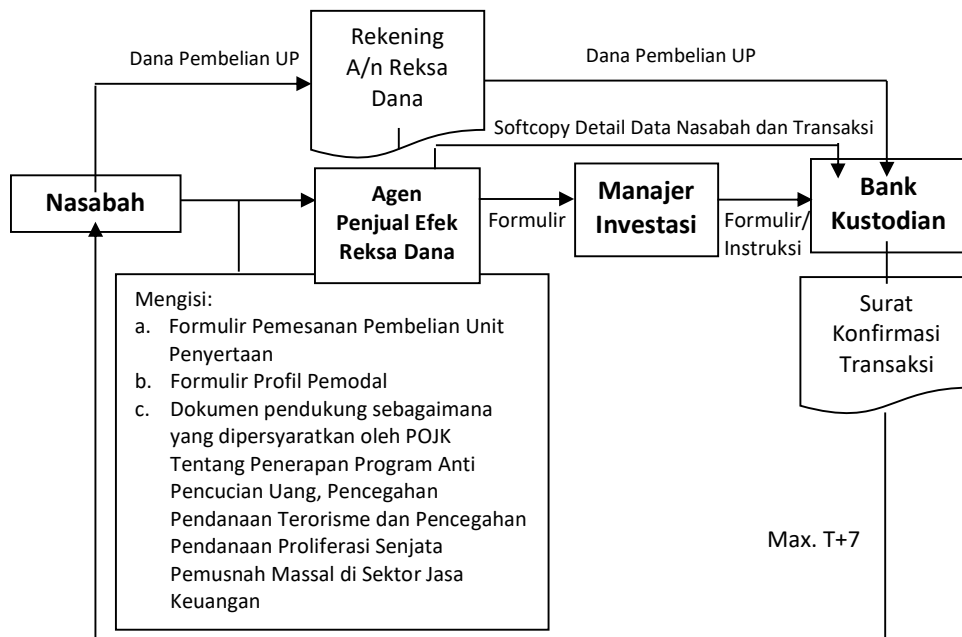 Rekening
A/n Reksa
Dana
Dana Pembelian UP
Dana Pembelian UP
Softcopy Detail Data Nasabah dan Transaksi
Nasabah
Agen
Penjual Efek
Reksa Dana
Formulir
Manajer
Investasi
Formulir/
Instruksi
Bank
Kustodian
Mengisi:
a. Formulir Pemesanan Pembelian Unit
Penyertaan
b. Formulir Profil Pemodal
c. Dokumen pendukung sebagaimana
yang dipersyaratkan oleh POJK
Tentang Penerapan Program Anti
Pencucian Uang, Pencegahan
Pendanaan Terorisme dan Pencegahan
Pendanaan Proliferasi Senjata
Pemusnah Massal di Sektor Jasa
Keuangan
Surat
Konfirmasi
Transaksi
Max. T+7